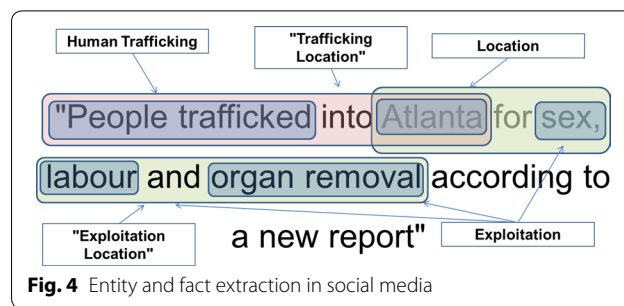 Human Trafficking
"Trafficking
Location"
Location
"People trafficked into Atlanta for sex,
labour and organ removal according to
"Exploitation
Location"
a new report"
Exploitation
Fig. 4 Entity and fact extraction in social media